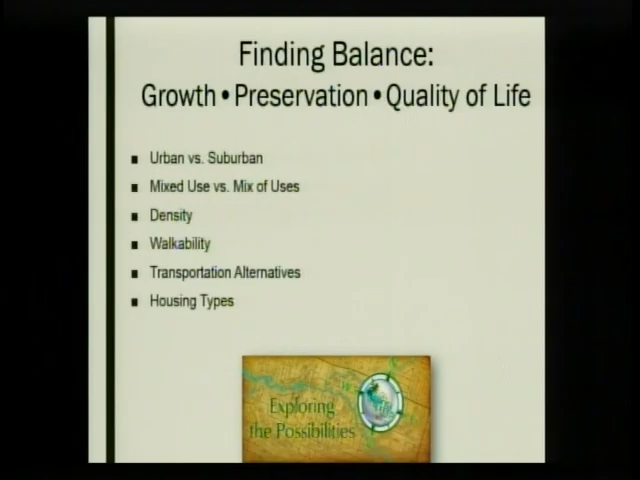 Finding Balance:
Growth • Preservation • Quality of Life
■ Urban vs. Suburban
■ Mixed Use vs. Mix of Uses
■ Density
■ Walkability
■ Transportation Alternatives
■ Housing Types
Exploring
the Possibilities